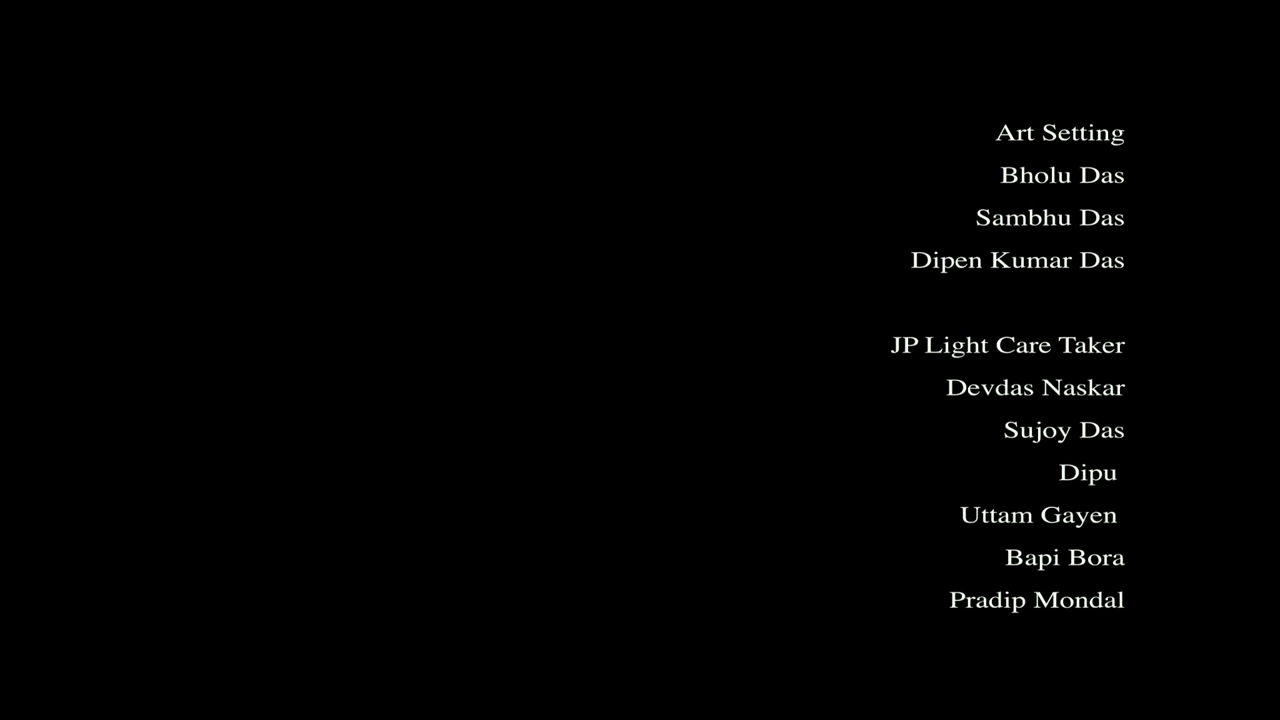 Art Setting
Bholu Das
Sambhu Das
Dipen Kumar Das
JP Light Care Taker
Devdas Naskar
Sujoy Das
Dipu
Uttam Gayen
Bapi Bora
Pradip Mondal